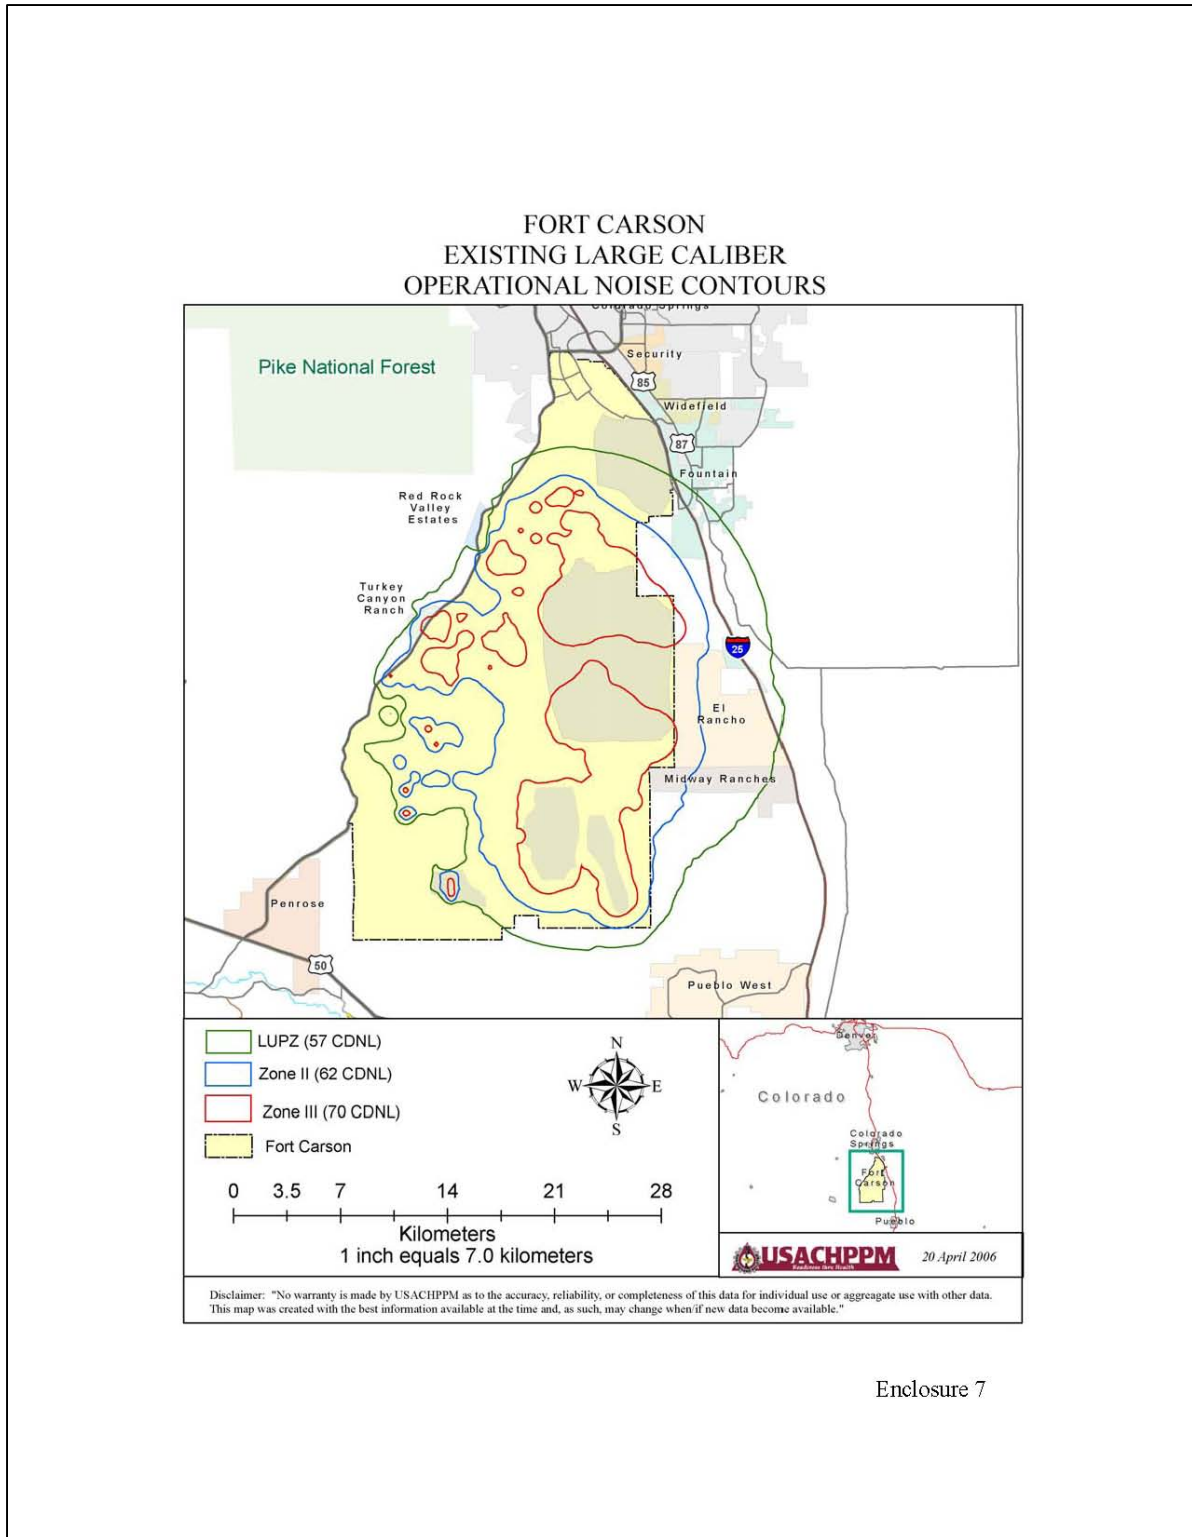 FORT CARSON
EXISTING LARGE CALIBER
OPERATIONAL NOISE CONTOURS
Colorado Springs
Pike National Forest
Security
85
Widefield
87
Fountain
Red Rock
Valley
Estates
Turkey
Canyon
Ranch
25
El
Rancho
Midway Ranches
Penrose
50
Pueblo West
LUPZ (57 CDNL)
Zone II (62 CDNL)
Zone III (70 CDNL)
Fort Carson
N
W E
S
0 3.5 7 14 21 28
Kilometers
1 inch equals 7.0 kilometers
Denver
Colorado
Colorado
Springs
Fort
Carson
Pueblo
USACHPPM
Readiness thru Health
20 April 2006
Disclaimer: "No warranty is made by USACHPPM as to the accuracy, reliability, or completeness of this data for individual use or aggreagate use with other data.
This map was created with the best information available at the time and, as such, may change when/if new data become available."
Enclosure 7